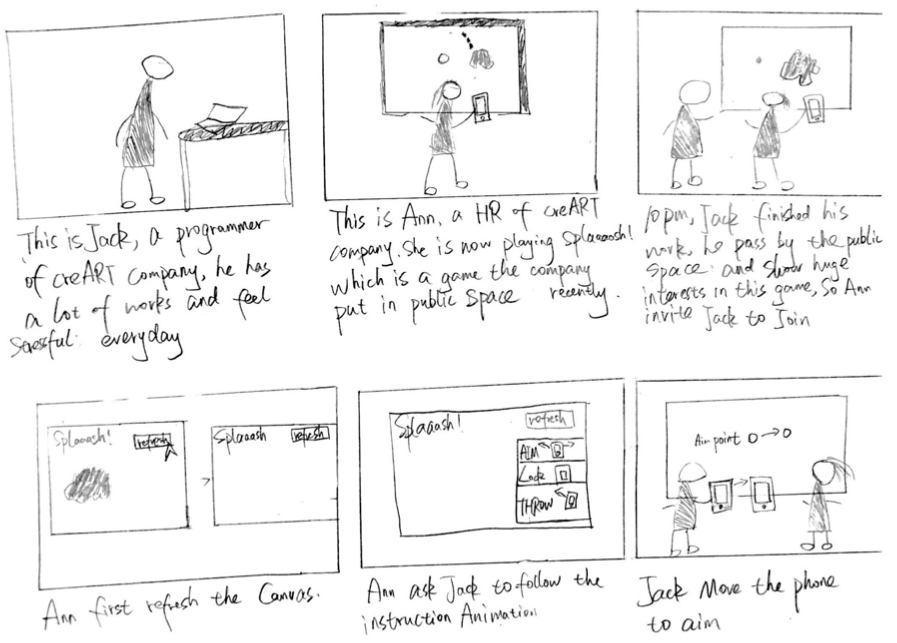 This is Jack, a programmer
of creART Company, he has
a lot of works and feel
stressful everyday
This is Ann, a HR of creART
company. She is now playing Splaaaash!
which is a game the company
put in public space recently.
10pm, Jack finished his
work, he pass by the public
space and show huge
interests in this game, So Ann
invite Jack to Join
Splaaash!
refresh
Splaaash
refresh
Ann first refresh the Canvas.
Splaaash!
refresh
AIM
Lock
THROW
Ann ask Jack to follow the
instruction Animation
Aim point
Jack Move the phone
to aim